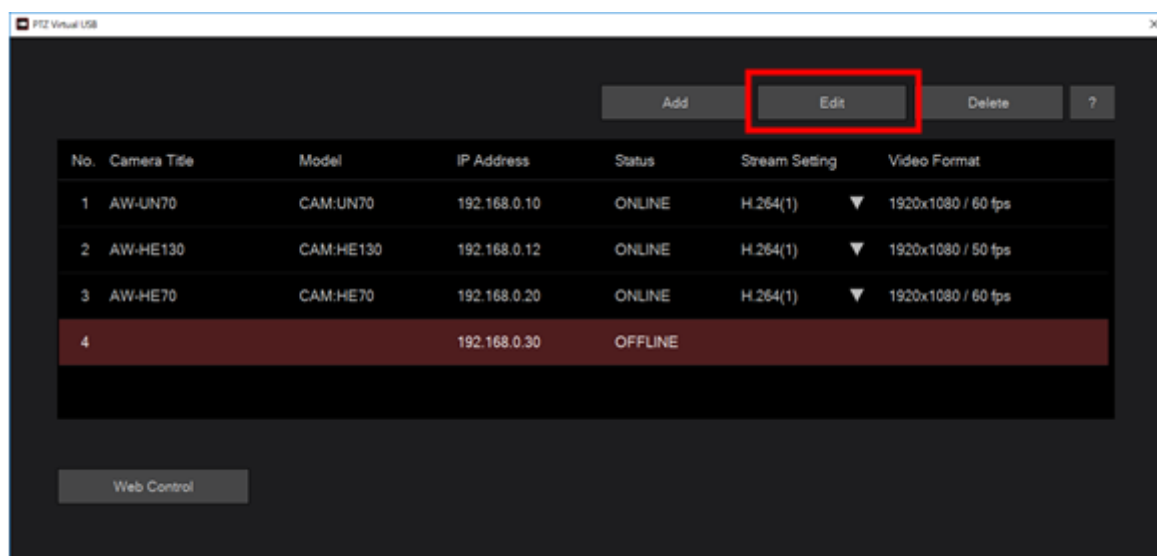 PTZ Virtual USB
Add Edit Delete ?
No. Camera Title Model IP Address Status Stream Setting Video Format
1 AW-UN70 CAM:UN70 192.168.0.10 ONLINE H.264(1) ▼ 1920x1080 / 60 fps
2 AW-HE130 CAM:HE130 192.168.0.12 ONLINE H.264(1) ▼ 1920x1080 / 50 fps
3 AW-HE70 CAM:HE70 192.168.0.20 ONLINE H.264(1) ▼ 1920x1080 / 60 fps
4 192.168.0.30 OFFLINE
Web Control